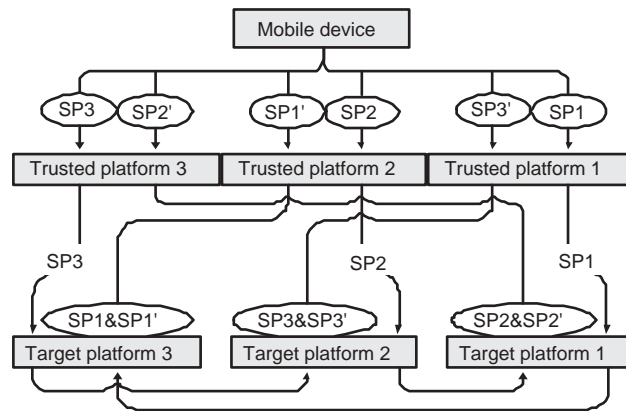 Mobile device
SP3 SP2' SP1' SP2 SP3' SP1
Trusted platform 3 Trusted platform 2 Trusted platform 1
SP3 SP2 SP1
SP1&SP1' SP3&SP3' SP2&SP2'
Target platform 3 Target platform 2 Target platform 1